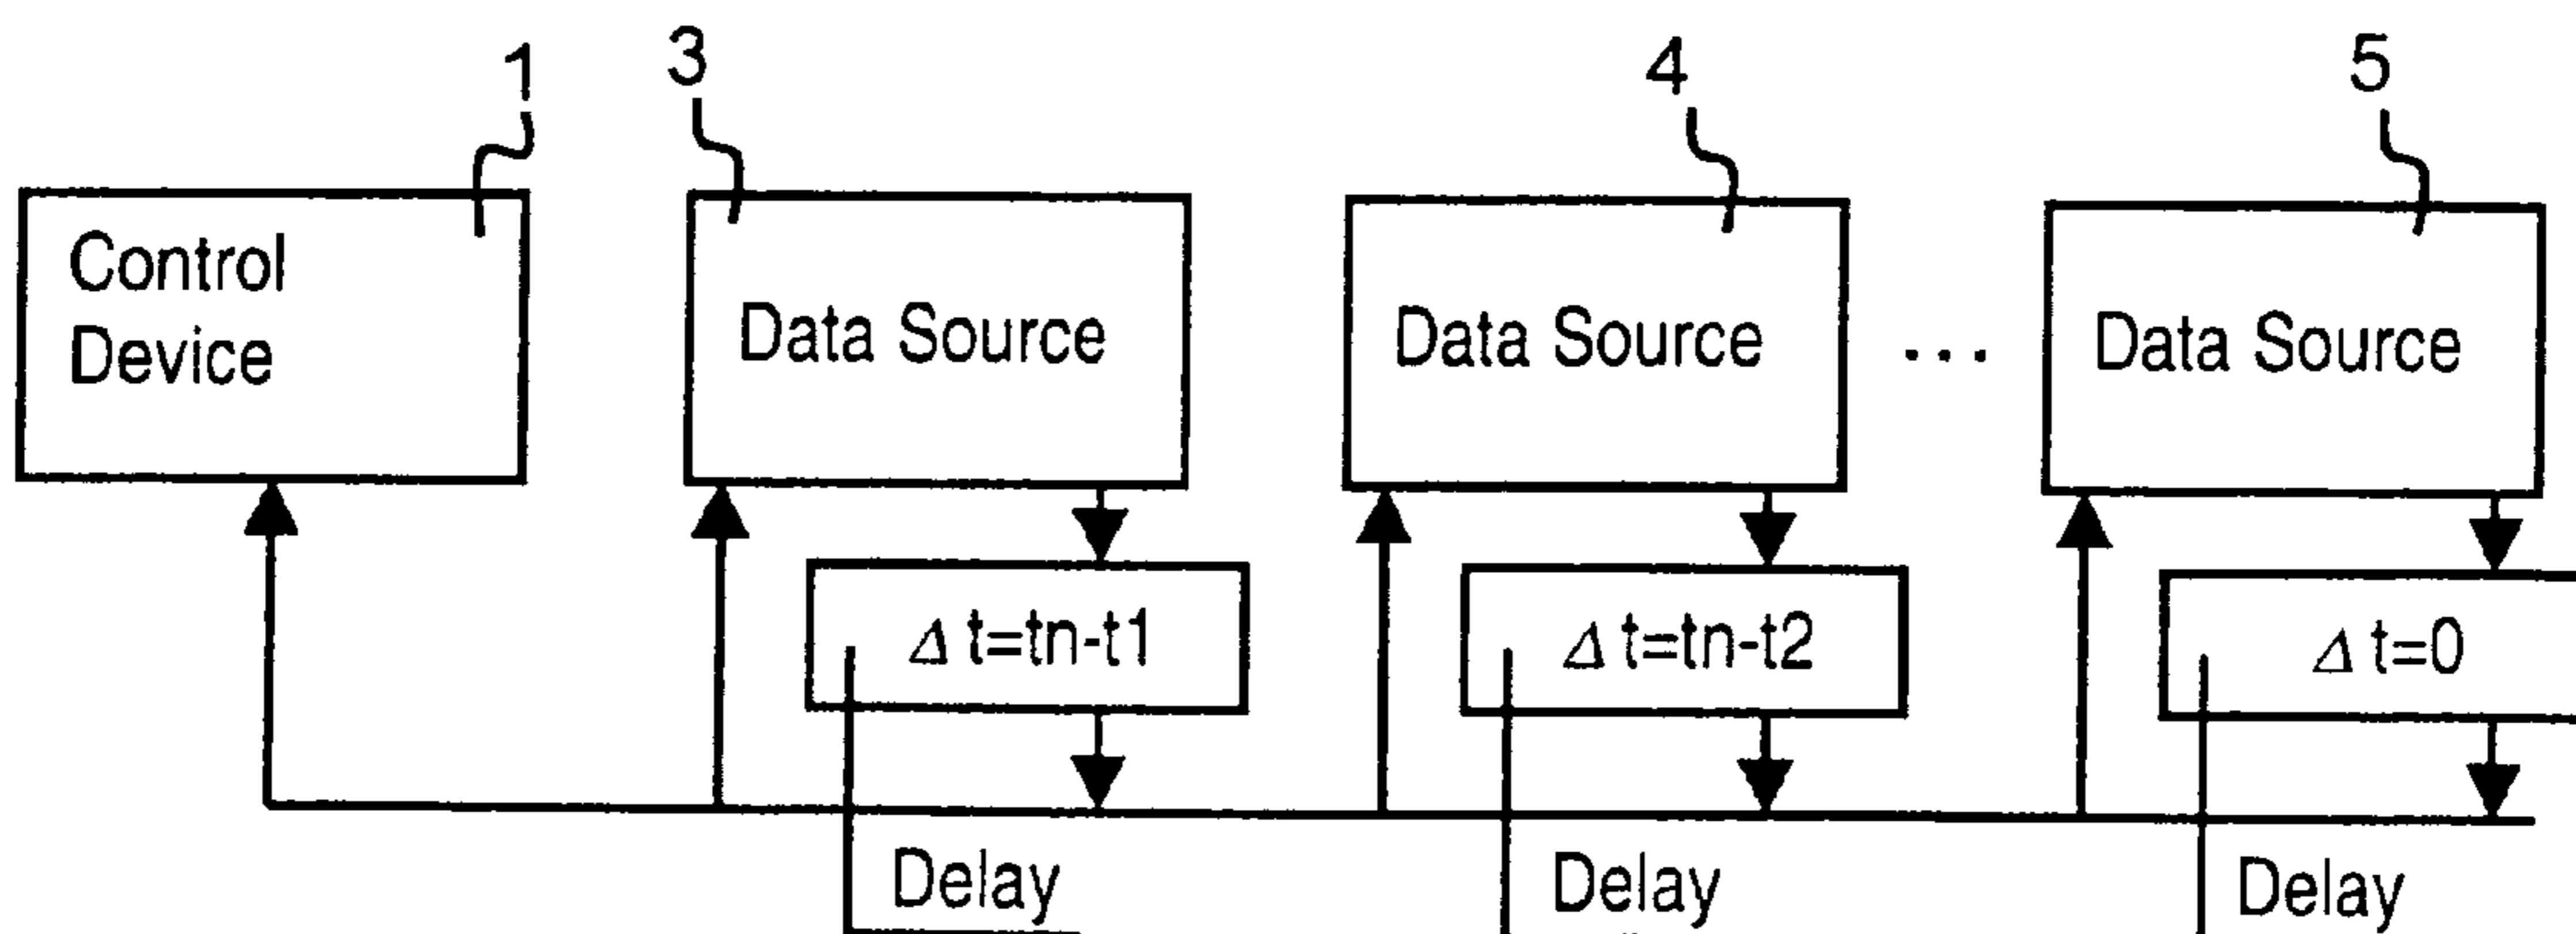 1
3
4
5
Control
Device
Data Source
Data Source
...
Data Source
Δ t=tn-t1
Δ t=tn-t2
Δ t=0
Delay
Delay
Delay